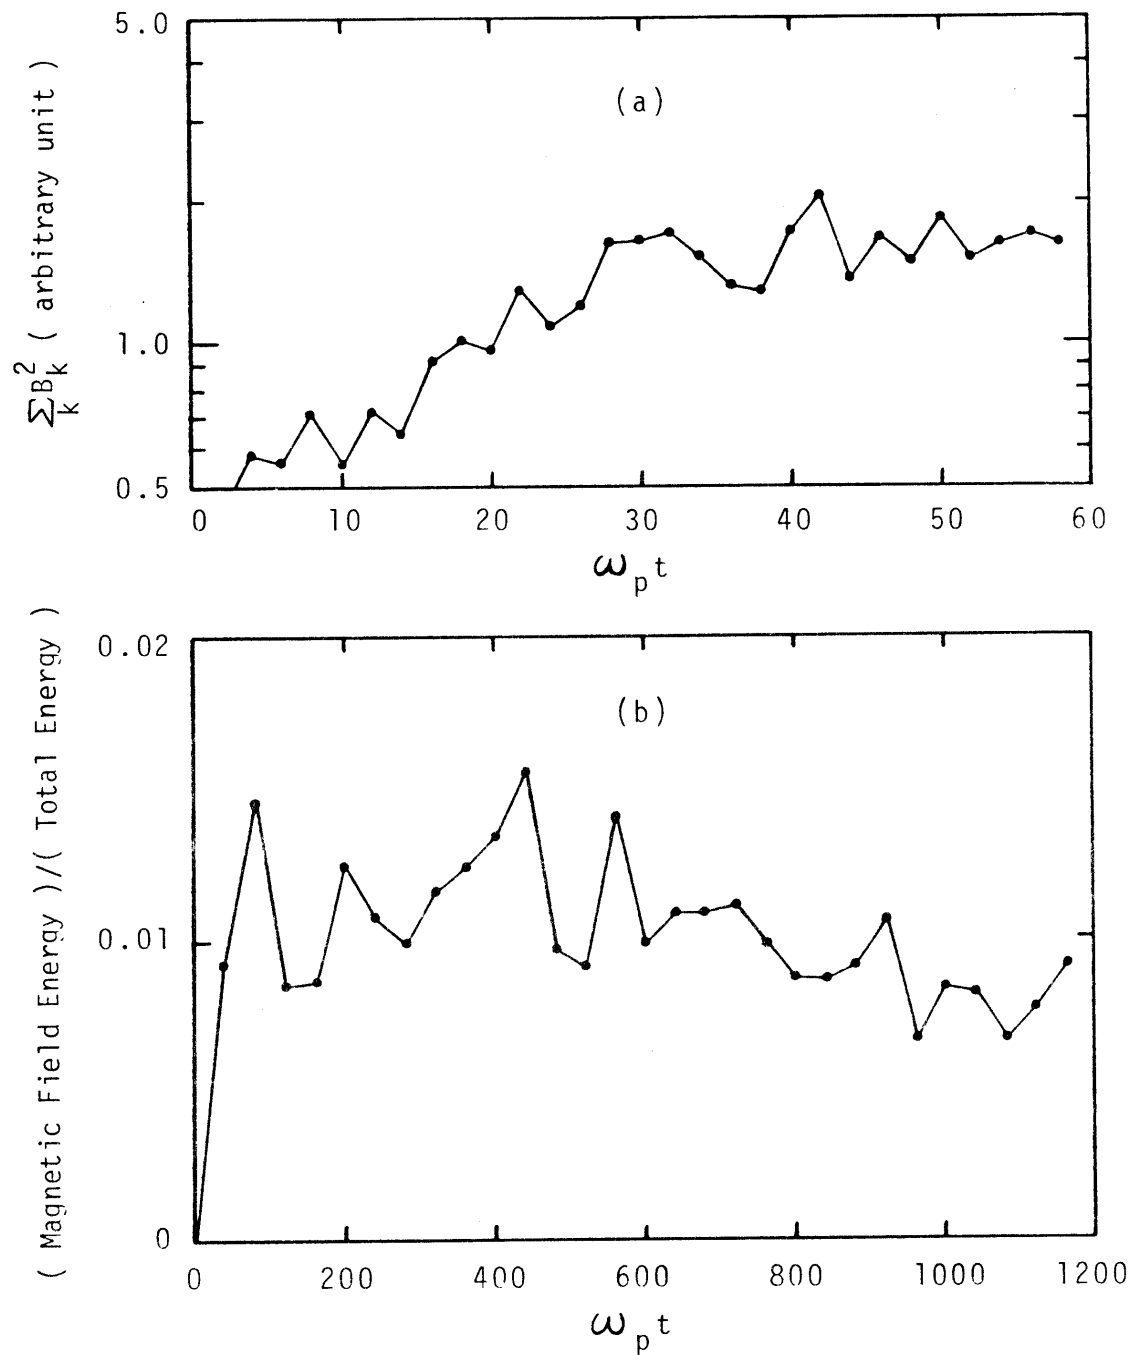 5.0
(a)
1.0
0.5
∑_k B_k^2 ( arbitrary unit )
0 10 20 30 40 50 60
ω_p t
0.02
(b)
0.01
0
( Magnetic Field Energy )/( Total Energy )
0 200 400 600 800 1000 1200
ω_p t